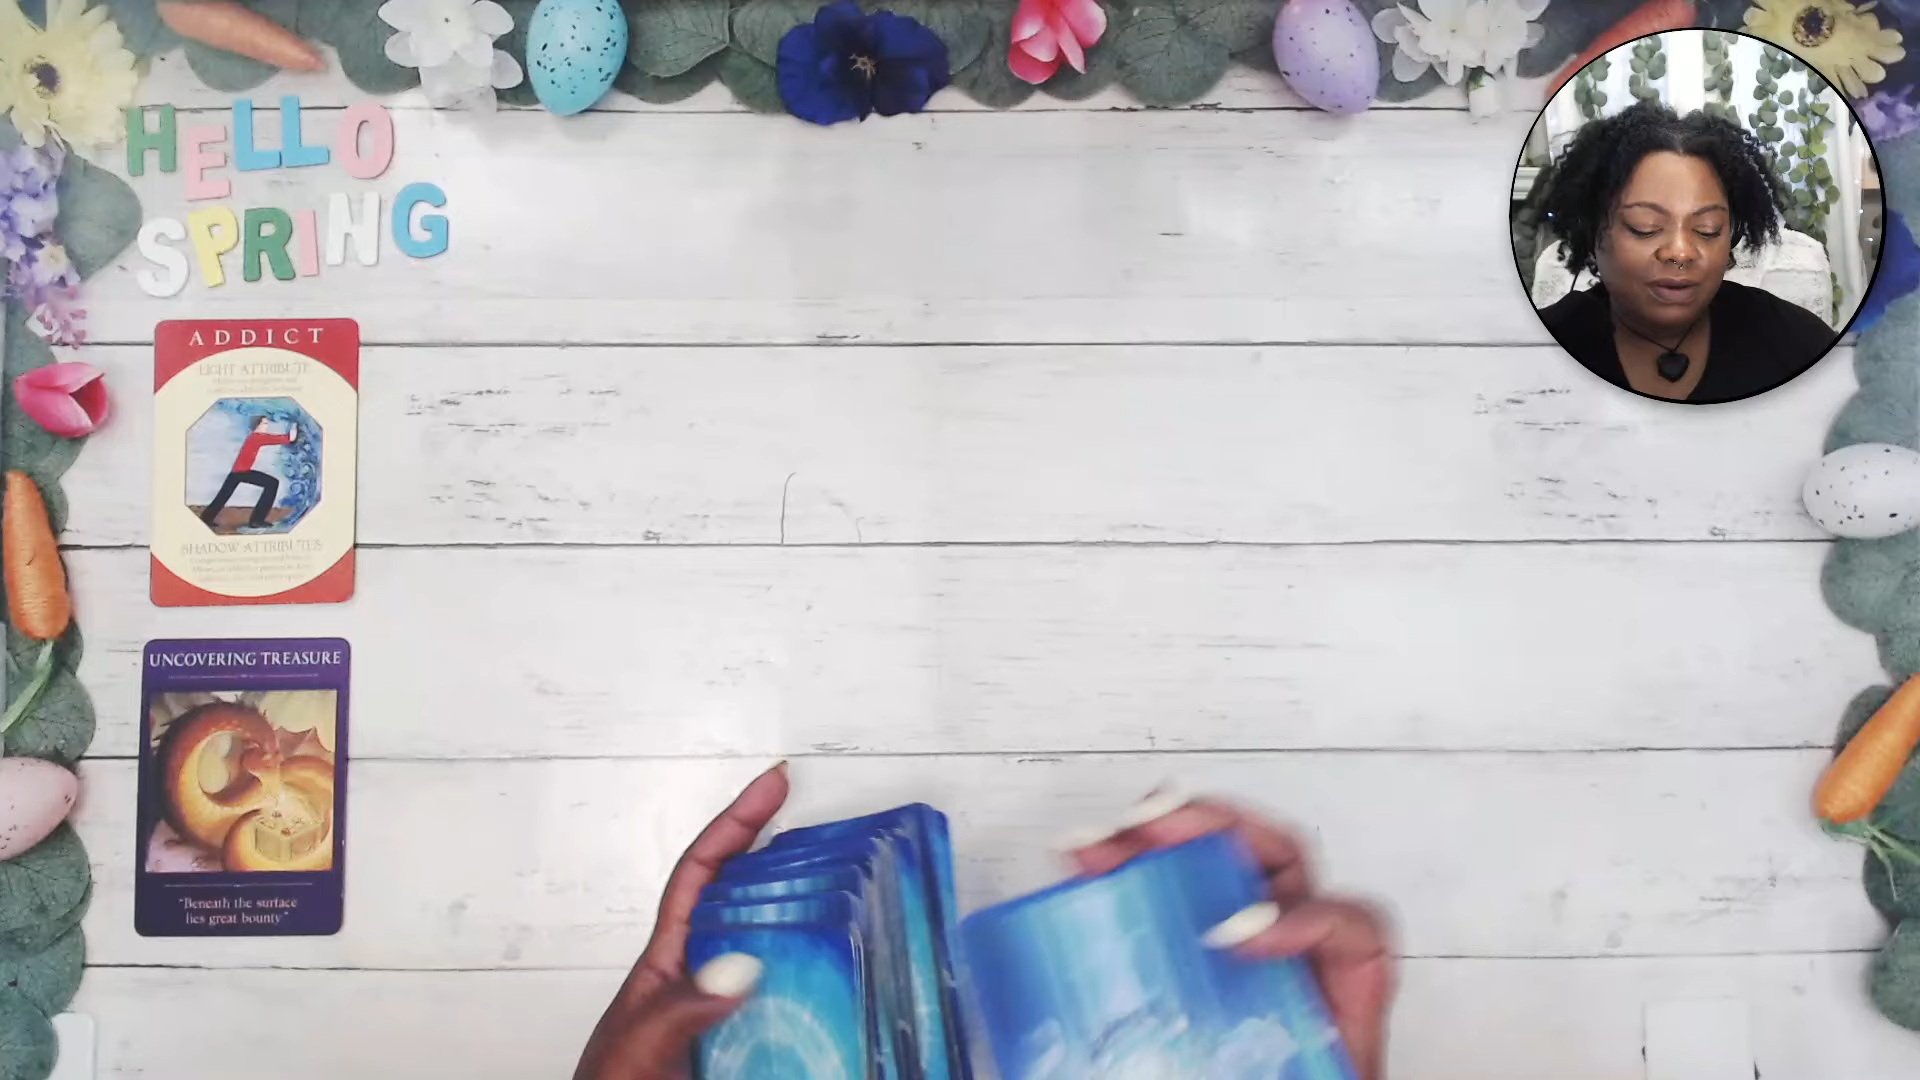 HELLO
SPRING
ADDICT
LIGHT ATTRIBUTE
SHADOW ATTRIBUTES
UNCOVERING TREASURE
"Beneath the surface
lies great bounty"